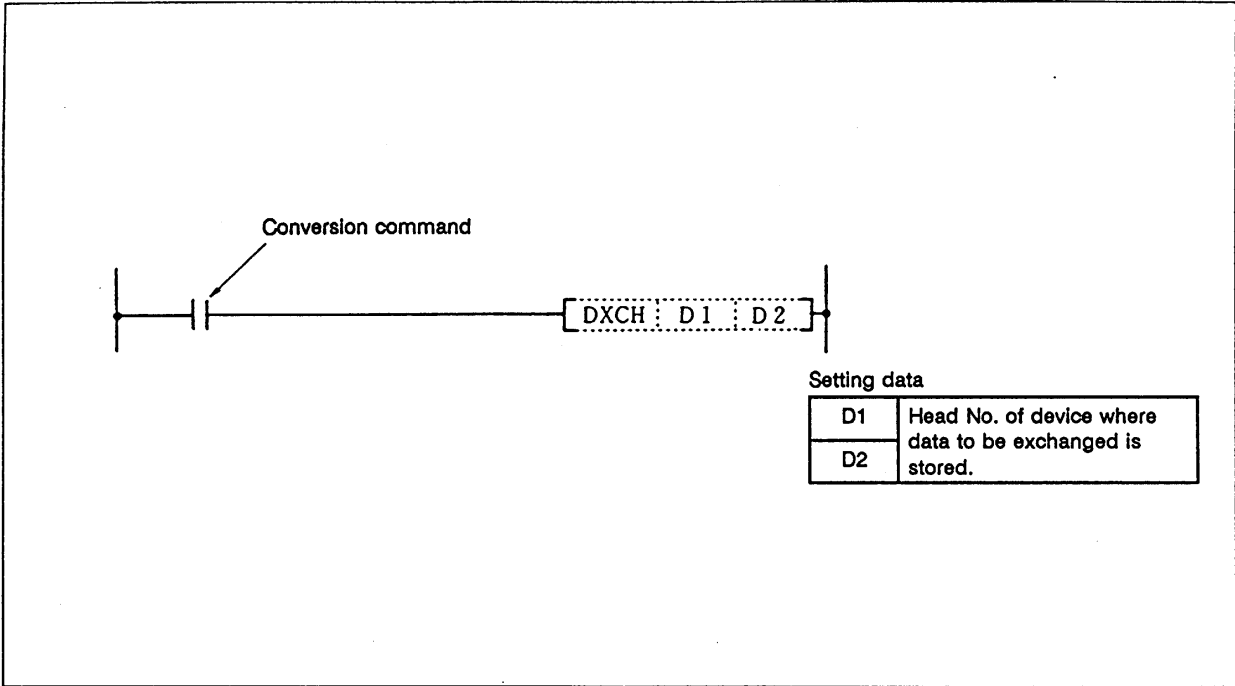 Conversion command
DXCH D1 D2
Setting data
D1 Head No. of device where
data to be exchanged is
D2 stored.